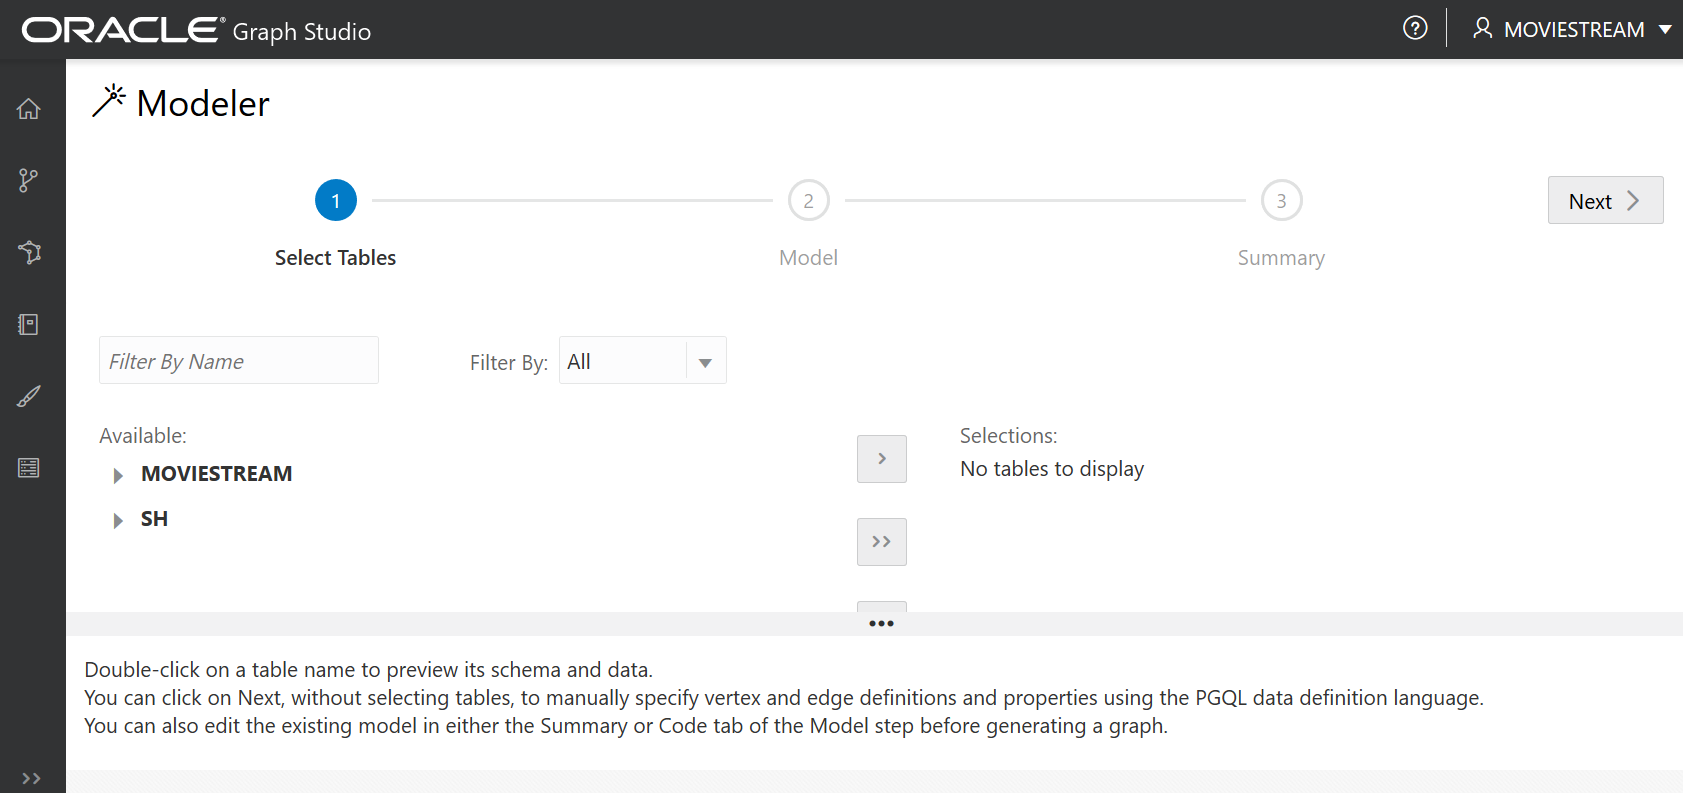 ORACLE® Graph Studio
MOVIESTREAM
Modeler
1
2
3
Next
Select Tables
Model
Summary
Filter By Name
Filter By: All
Available:
Selections:
MOVIESTREAM
No tables to display
SH
Double-click on a table name to preview its schema and data.
You can click on Next, without selecting tables, to manually specify vertex and edge definitions and properties using the PGQL data definition language.
You can also edit the existing model in either the Summary or Code tab of the Model step before generating a graph.